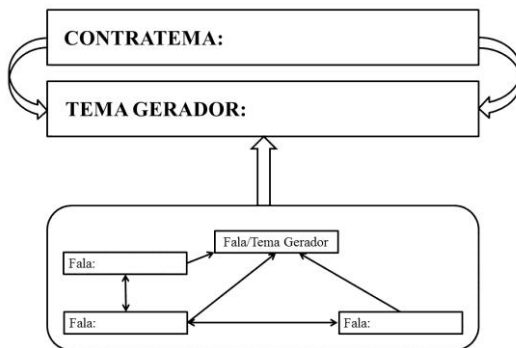 CONTRATEMA:
TEMA GERADOR:
Fala/Tema Gerador
Fala:
Fala:
Fala: